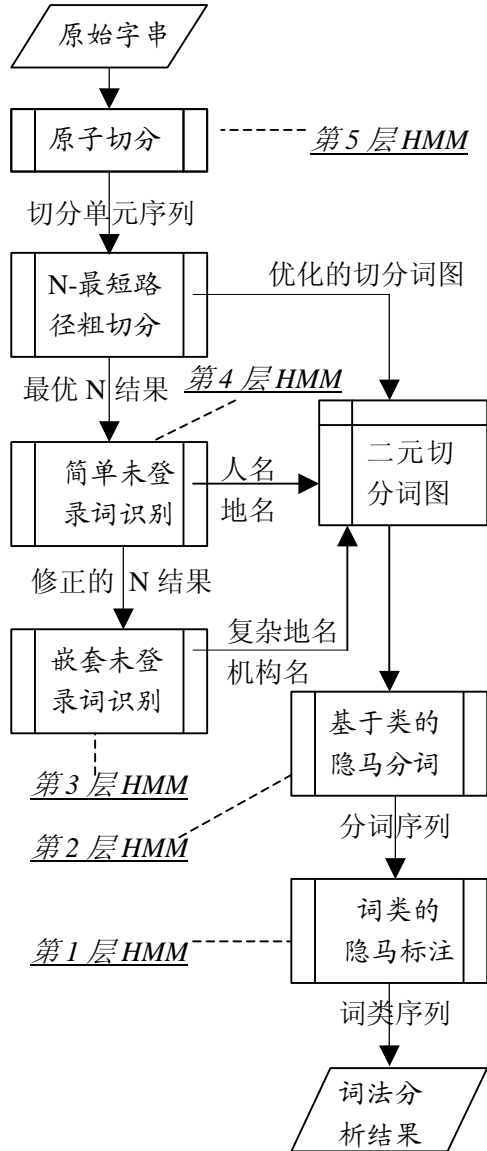 原始字串
原子切分
第5层HMM
切分单元序列
N-最短路
径粗切分
优化的切分词图
最优 N 结果
第4层HMM
简单未登
录词识别
人名
地名
二元切
分词图
修正的 N 结果
嵌套未登
录词识别
复杂地名
机构名
基于类的
隐马分词
第3层HMM
第2层HMM
分词序列
词类的
隐马标注
第1层HMM
词类序列
词法分
析结果